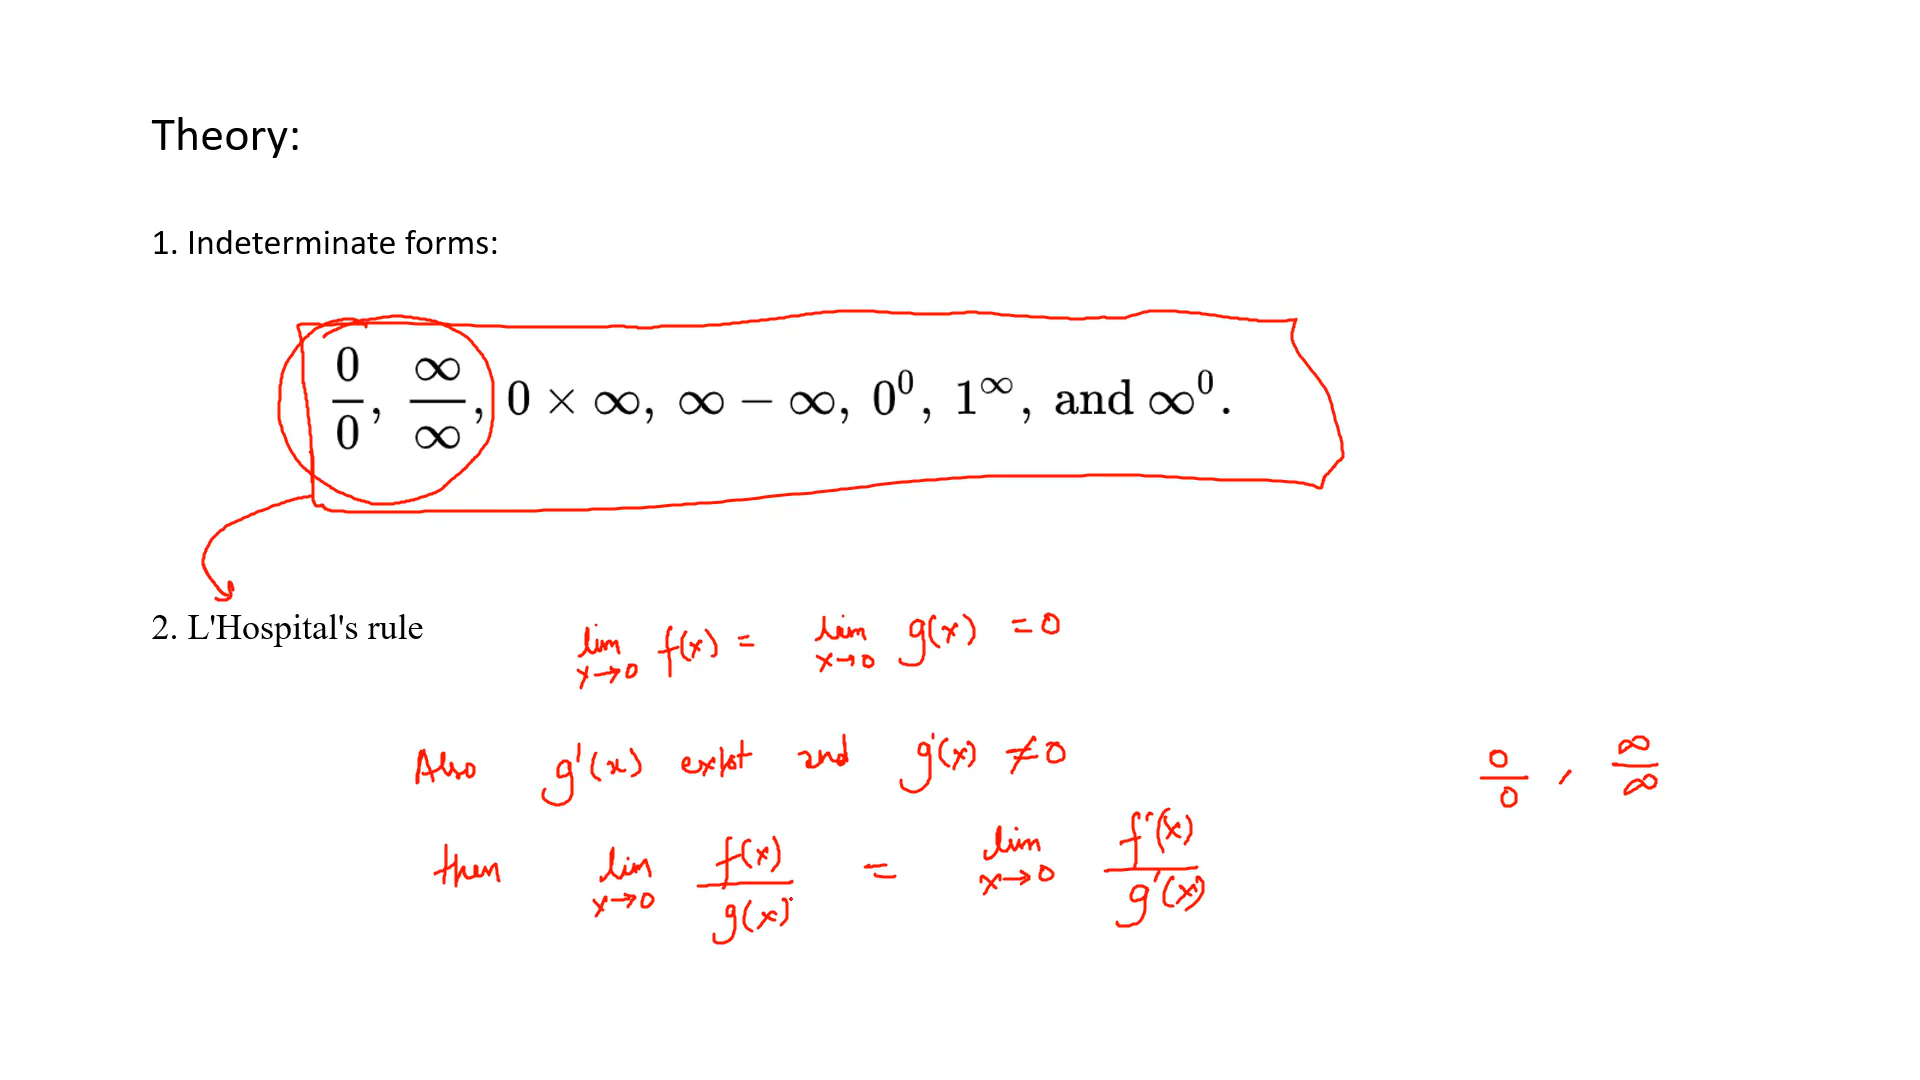 Theory:
1. Indeterminate forms:
0/0, ∞/∞, 0 × ∞, ∞ − ∞, 0⁰, 1^∞, and ∞⁰.
2. L'Hospital's rule
lim x→0 f(x) = lim x→0 g(x) = 0
Also g'(x) exist and g'(x) ≠ 0
0/0 , ∞/∞
then lim x→0 f(x)/g(x) = lim x→0 f'(x)/g'(x)